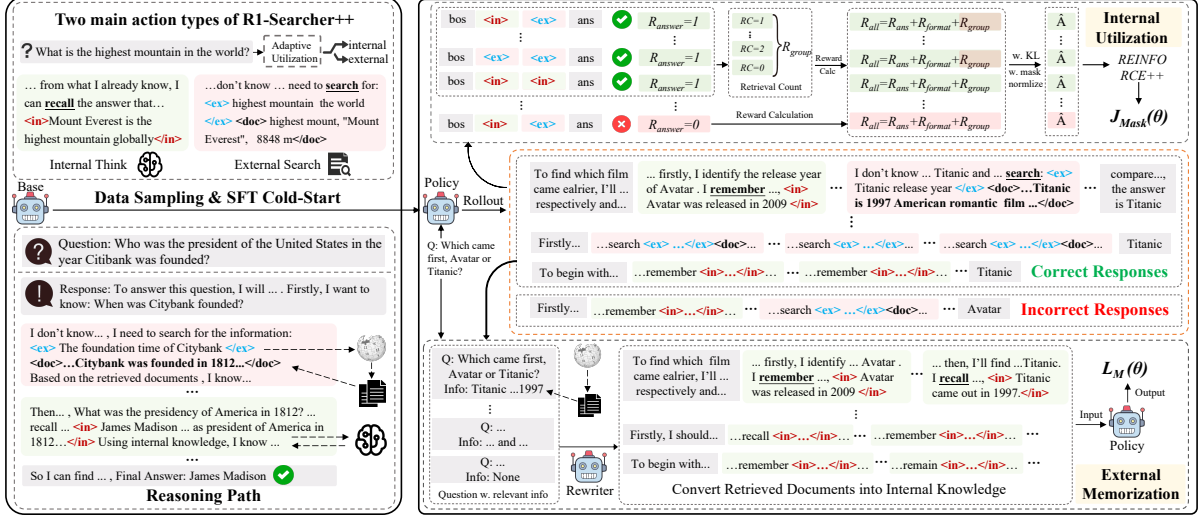 Two main action types of R1-Searcher++
? What is the highest mountain in the world?
Adaptive
Utilization
internal
external
… from what I already know, I
can recall the answer that…
<in>Mount Everest is the
highest mountain globally</in>
Internal Think
…don't know … need to search for:
<ex> highest mountain the world
</ex> <doc> highest mount, "Mount
Everest", 8848 m</doc>
External Search
Base
Data Sampling & SFT Cold-Start
Question: Who was the president of the United States in the
year Citibank was founded?
Response: To answer this question, I will ... . Firstly, I want to
know: When was Citybank founded?
I don't know... , I need to search for the information:
<ex> The foundation time of Citybank </ex>
<doc>...Citybank was founded in 1812...</doc>
Based on the retrieved documents , I know...
...
Then... , What was the presidency of America in 1812? ...
recall ... <in> James Madison ... as president of America in
1812…</in> Using internal knowledge, I know ...
...
So I can find ... , Final Answer: James Madison
Reasoning Path
bos <in> <ex> ans R_answer=1
⋮
bos <ex> <ex> ans R_answer=1
bos <in> <in> ans R_answer=1
⋮
bos <in> <ex> ans R_answer=0
RC=1
⋮
RC=2
RC=0
R_group
Retrieval Count
Reward
Calc
Reward Calculation
R_all=R_ans+R_format+R_group
⋮
R_all=R_ans+R_format+R_group
R_all=R_ans+R_format+R_group
⋮
R_all=R_ans+R_format+R_group
w. KL
w. mask
normlize
Â
⋮
Â
Â
⋮
Â
Internal
Utilization
REINFO
RCE++
J_Mask(θ)
Policy
Rollout
Q: Which came
first, Avatar or
Titanic?
To find which film
came ealrier, I'll ...
respectively and...
... firstly, I identify the release year
of Avatar . I remember ..., <in>
Avatar was released in 2009 </in>
I don't know ... Titanic and ... search: <ex>
Titanic release year </ex> <doc>...Titanic
is 1997 American romantic film ...</doc>
...
compare...,
the answer
is Titanic
⋮
Firstly... …search <ex> …</ex><doc>... ... …search <ex> …</ex><doc>... ... …search <ex> …</ex><doc>... Titanic
To begin with... …remember <in>…</in>… …remember <in>…</in>… ... Titanic
Correct Responses
Firstly... …remember <in>…</in>… ... …search <ex> …</ex><doc>... ... Avatar
Incorrect Responses
Q: Which came first,
Avatar or Titanic?
Info: Titanic ...1997
⋮
Q: ...
Info: ... and ...
Q: ...
Info: None
Question w. relevant info
Rewriter
To find which film
came ealrier, I'll ...
respectively and...
... firstly, I identify ... Avatar .
I remember ..., <in> Avatar
was released in 2009 </in>
... then, I'll find ...Titanic.
I recall ..., <in> Titanic
came out in 1997.</in>
⋮
Firstly, I should... …recall <in>…</in>… ... …remember <in>…</in>… ...
To begin with... …remember <in>…</in>… ... …remain <in>…</in>… ...
Convert Retrieved Documents into Internal Knowledge
L_M(θ)
Output
Input
Policy
External
Memorization